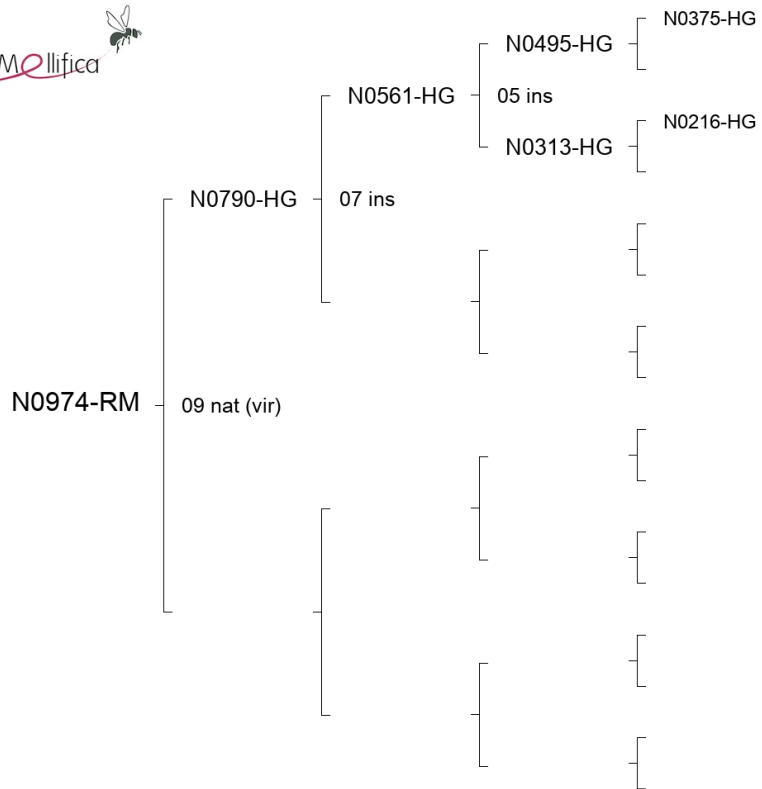 Mellifica
N0375-HG
N0495-HG
N0561-HG
05 ins
N0216-HG
N0313-HG
N0790-HG
07 ins
N0974-RM
09 nat (vir)